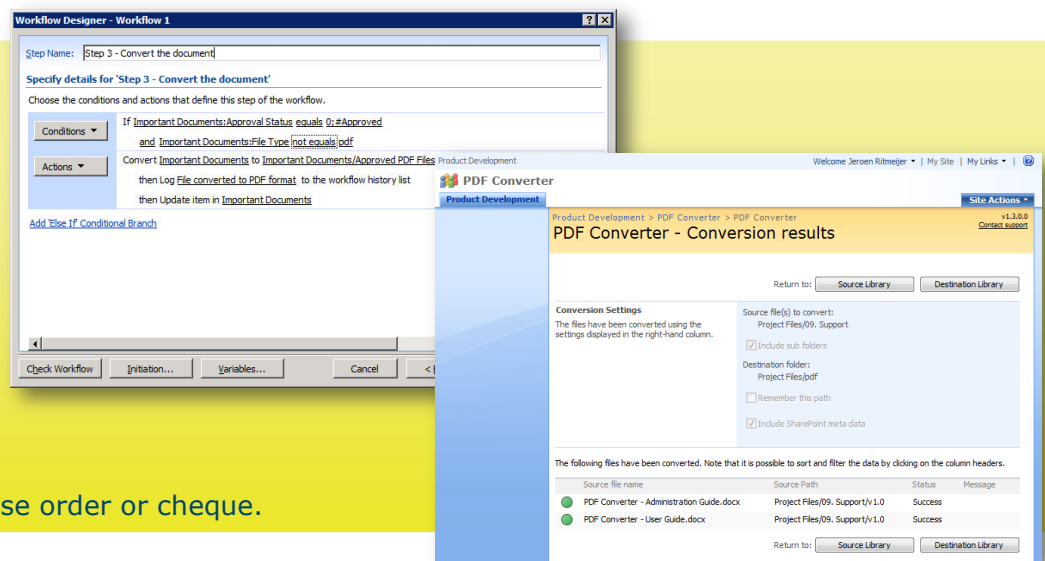 Workflow Designer - Workflow 1
Step Name: Step 3 - Convert the document
Specify details for 'Step 3 - Convert the document'
Choose the conditions and actions that define this step of the workflow.
Conditions
If Important Documents:Approval Status equals 0;#Approved
and Important Documents:File Type not equals pdf
Actions
Convert Important Documents to Important Documents/Approved PDF Files
then Log File converted to PDF format to the workflow history list
then Update item in Important Documents
Add 'Else If' Conditional Branch
Check Workflow Initiation... Variables... Cancel <
Product Development Welcome Jeroen Ritmeijer | My Site | My Links |
PDF Converter
Product Development Site Actions
Product Development > PDF Converter > PDF Converter v1.3.0.0
PDF Converter - Conversion results Contact support
Return to: Source Library Destination Library
Conversion Settings
The files have been converted using the
settings displayed in the right-hand column.
Source file(s) to convert:
Project Files/09. Support
Include sub folders
Destination folder:
Project Files/pdf
Remember this path
Include SharePoint meta data
The following files have been converted. Note that it is possible to sort and filter the data by clicking on the column headers.
Source file name Source Path Status Message
PDF Converter - Administration Guide.docx Project Files/09. Support/v1.0 Success
PDF Converter - User Guide.docx Project Files/09. Support/v1.0 Success
Return to: Source Library Destination Library
se order or cheque.